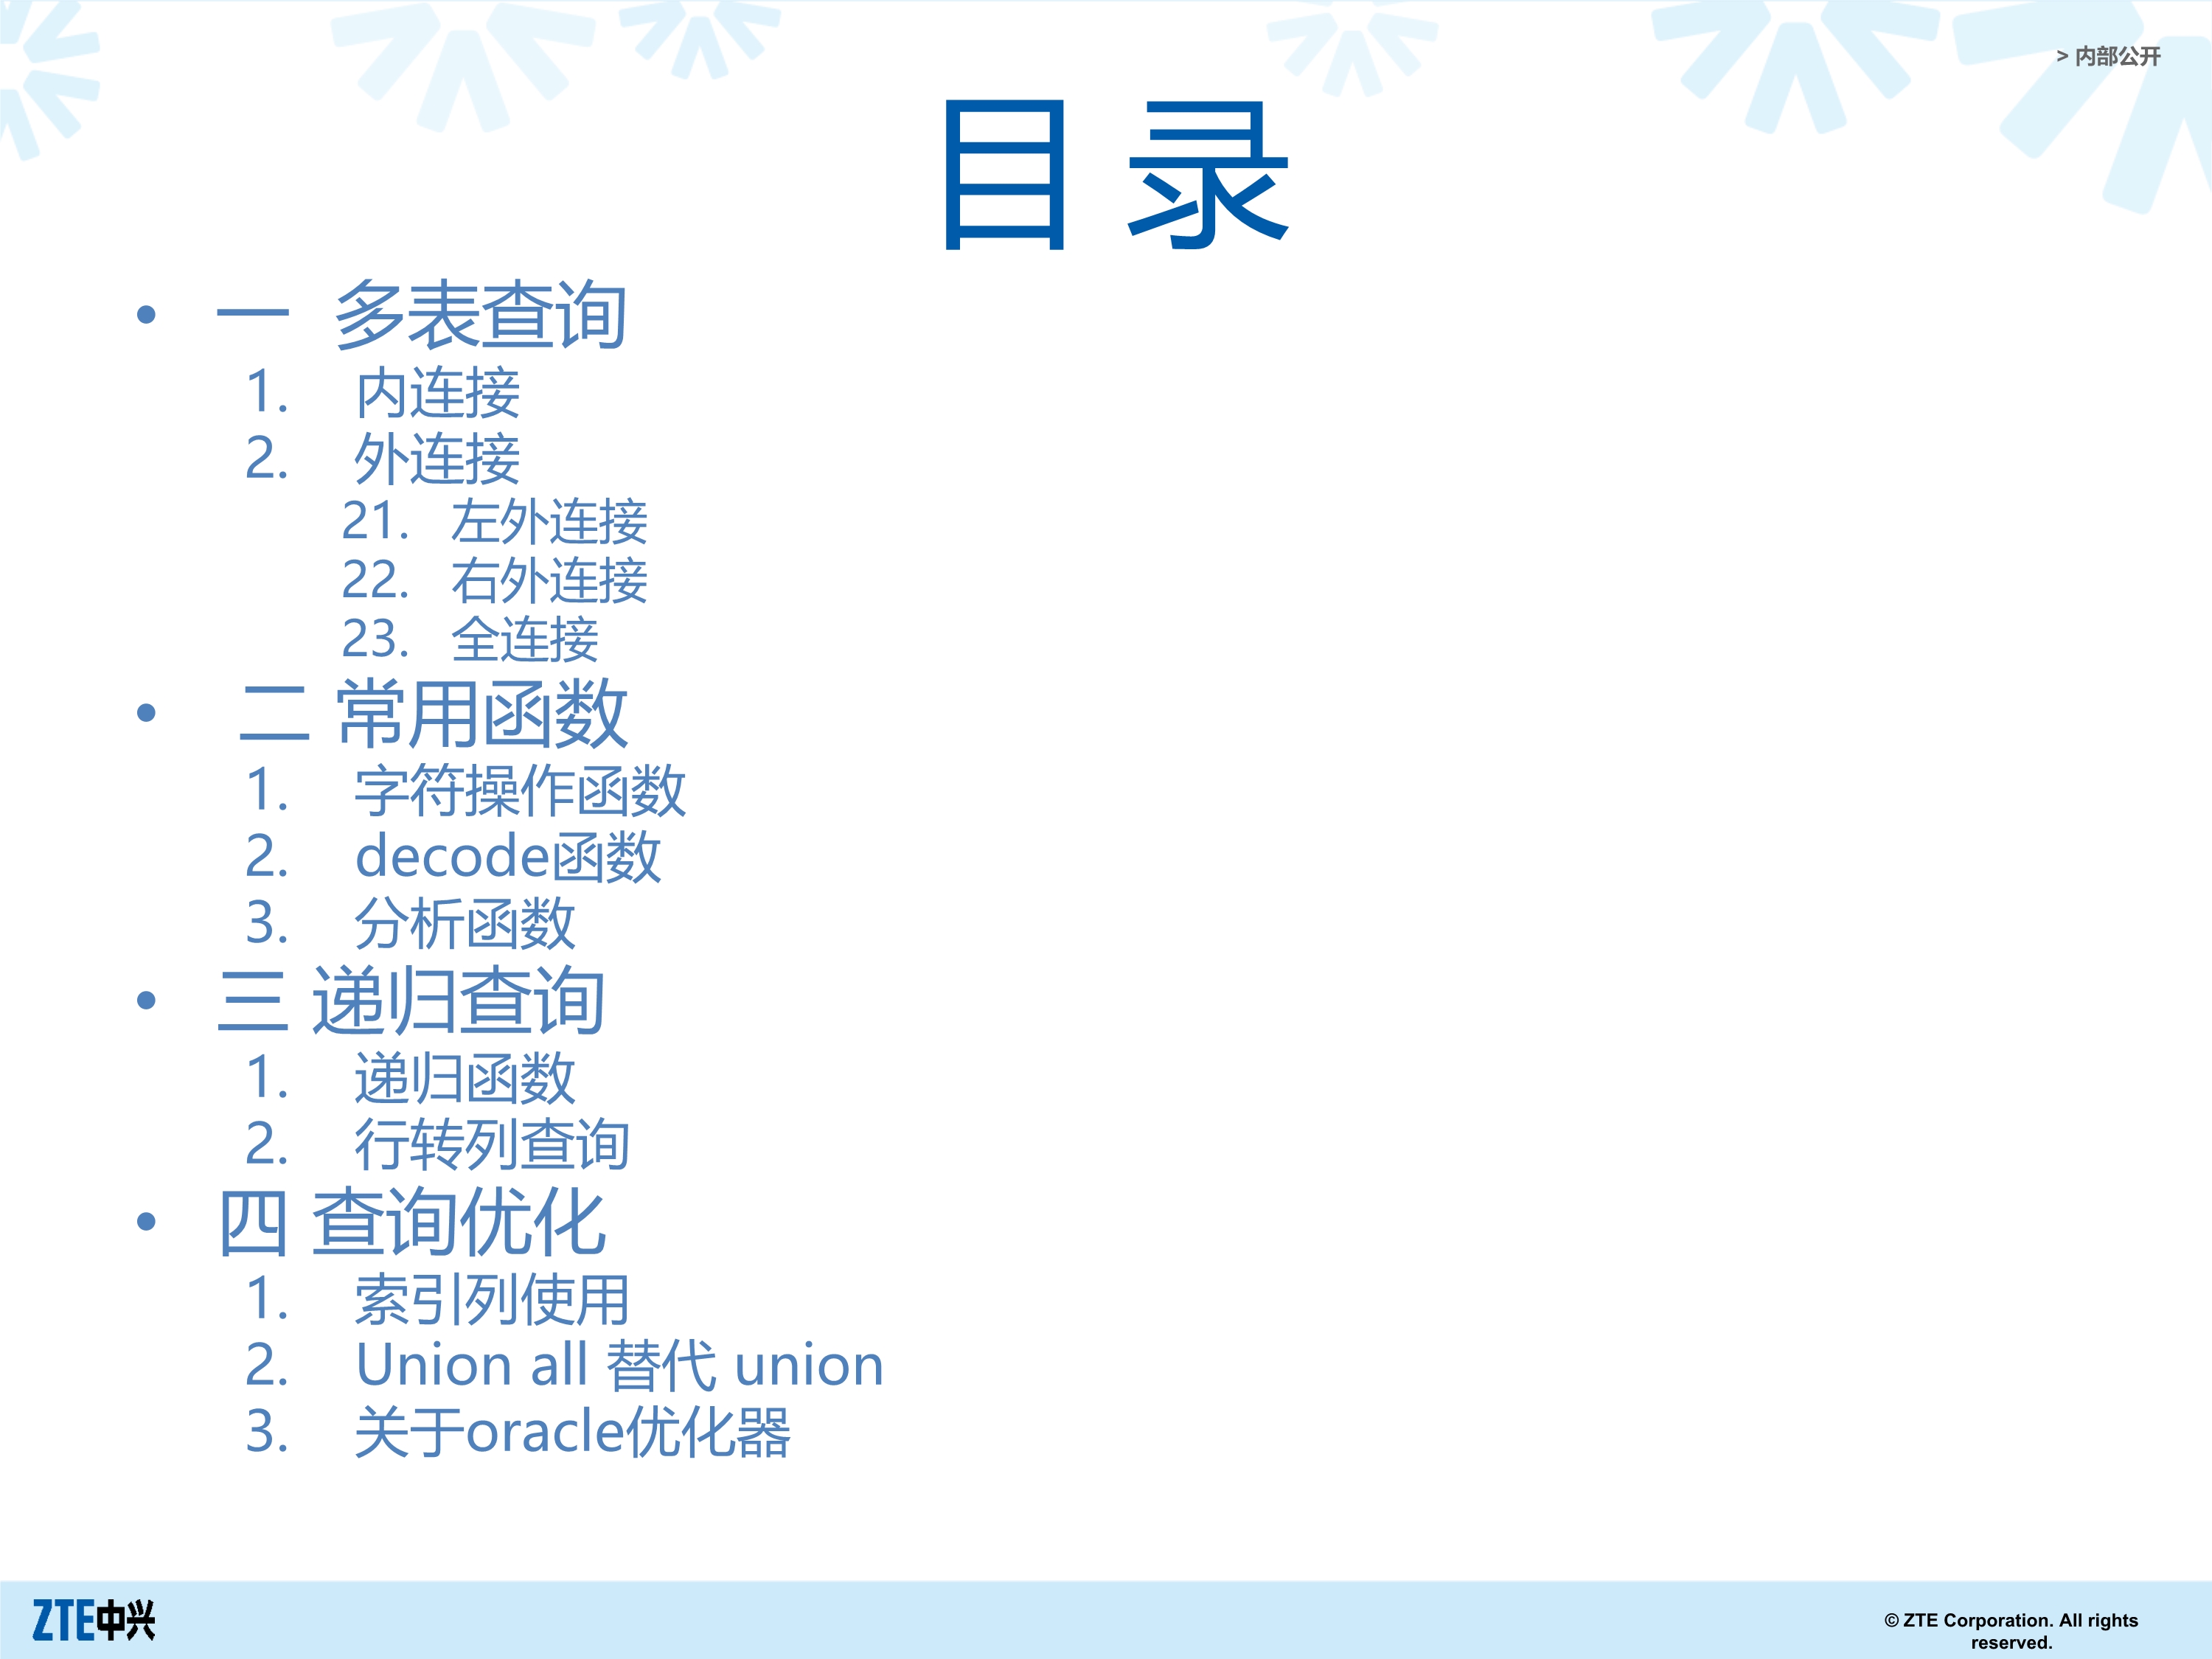 > 内部公开
目 录
• 一 多表查询
1. 内连接
2. 外连接
21. 左外连接
22. 右外连接
23. 全连接
• 二 常用函数
1. 字符操作函数
2. decode函数
3. 分析函数
• 三 递归查询
1. 递归函数
2. 行转列查询
• 四 查询优化
1. 索引列使用
2. Union all 替代 union
3. 关于oracle优化器
ZTE中兴
© ZTE Corporation. All rights
reserved.